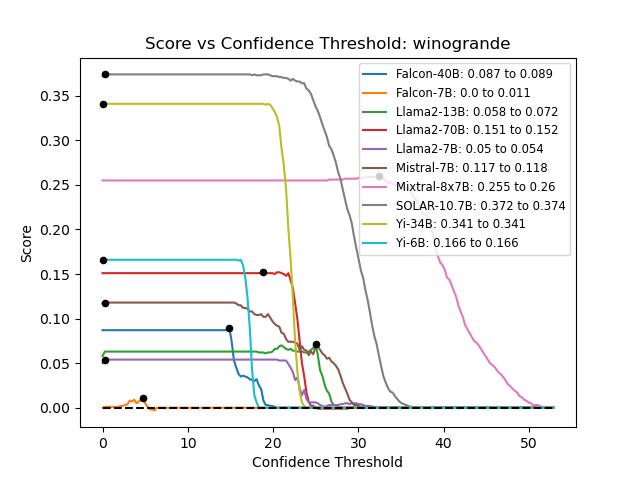 Score vs Confidence Threshold: winogrande
Score
0.35
0.30
0.25
0.20
0.15
0.10
0.05
0.00
Falcon-40B: 0.087 to 0.089
Falcon-7B: 0.0 to 0.011
Llama2-13B: 0.058 to 0.072
Llama2-70B: 0.151 to 0.152
Llama2-7B: 0.05 to 0.054
Mistral-7B: 0.117 to 0.118
Mixtral-8x7B: 0.255 to 0.26
SOLAR-10.7B: 0.372 to 0.374
Yi-34B: 0.341 to 0.341
Yi-6B: 0.166 to 0.166
0 10 20 30 40 50
Confidence Threshold